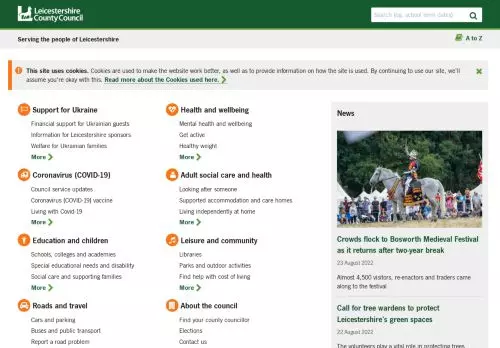 Leicestershire
County Council
Search (eg. school term dates)
Serving the people of Leicestershire
A to Z
This site uses cookies. Cookies are used to make the website work better, as well as to provide information on how the site is used. By continuing to use our site, we'll
assume you're okay with this. Read more about the Cookies used here.
Support for Ukraine
Financial support for Ukrainian guests
Information for Leicestershire sponsors
Welfare for Ukrainian families
More
Health and wellbeing
Mental health and wellbeing
Get active
Healthy weight
More
Coronavirus (COVID-19)
Council service updates
Coronavirus (COVID-19) vaccine
Living with Covid-19
More
Adult social care and health
Looking after someone
Supported accommodation and care homes
Living independently at home
More
Education and children
Schools, colleges and academies
Special educational needs and disability
Social care and supporting families
More
Leisure and community
Libraries
Parks and outdoor activities
Find help with cost of living
More
Roads and travel
Cars and parking
Buses and public transport
Report a road problem
About the council
Find your county councillor
Elections
Contact us
News
Crowds flock to Bosworth Medieval Festival
as it returns after two-year break
23 August 2022
Almost 4,500 visitors, re-enactors and traders came
along to the festival
Call for tree wardens to protect
Leicestershire's green spaces
22 August 2022
The volunteers play a vital role in protecting trees,